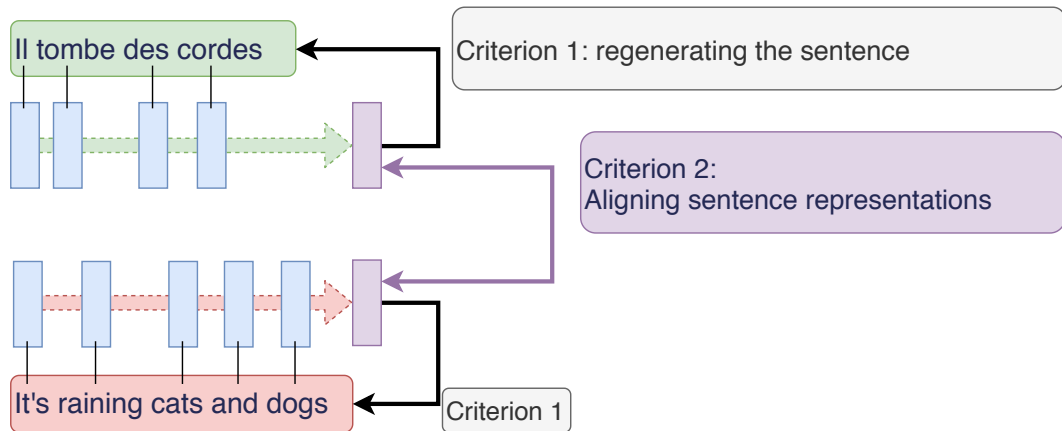 Il tombe des cordes
Criterion 1: regenerating the sentence
Criterion 2:
Aligning sentence representations
It's raining cats and dogs
Criterion 1